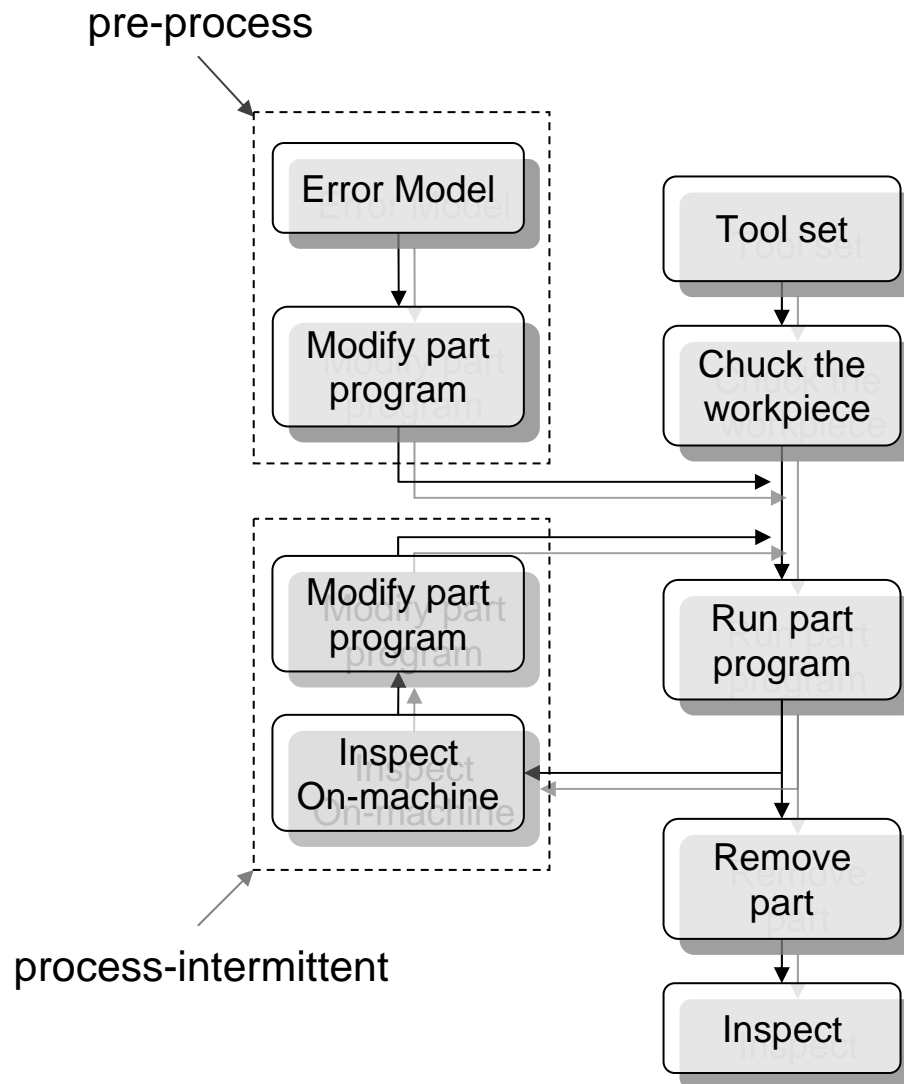 pre-process
Error Model
Modify part
program
Tool set
Chuck the
workpiece
Modify part
program
Inspect
On-machine
Run part
program
Remove
part
Inspect
process-intermittent